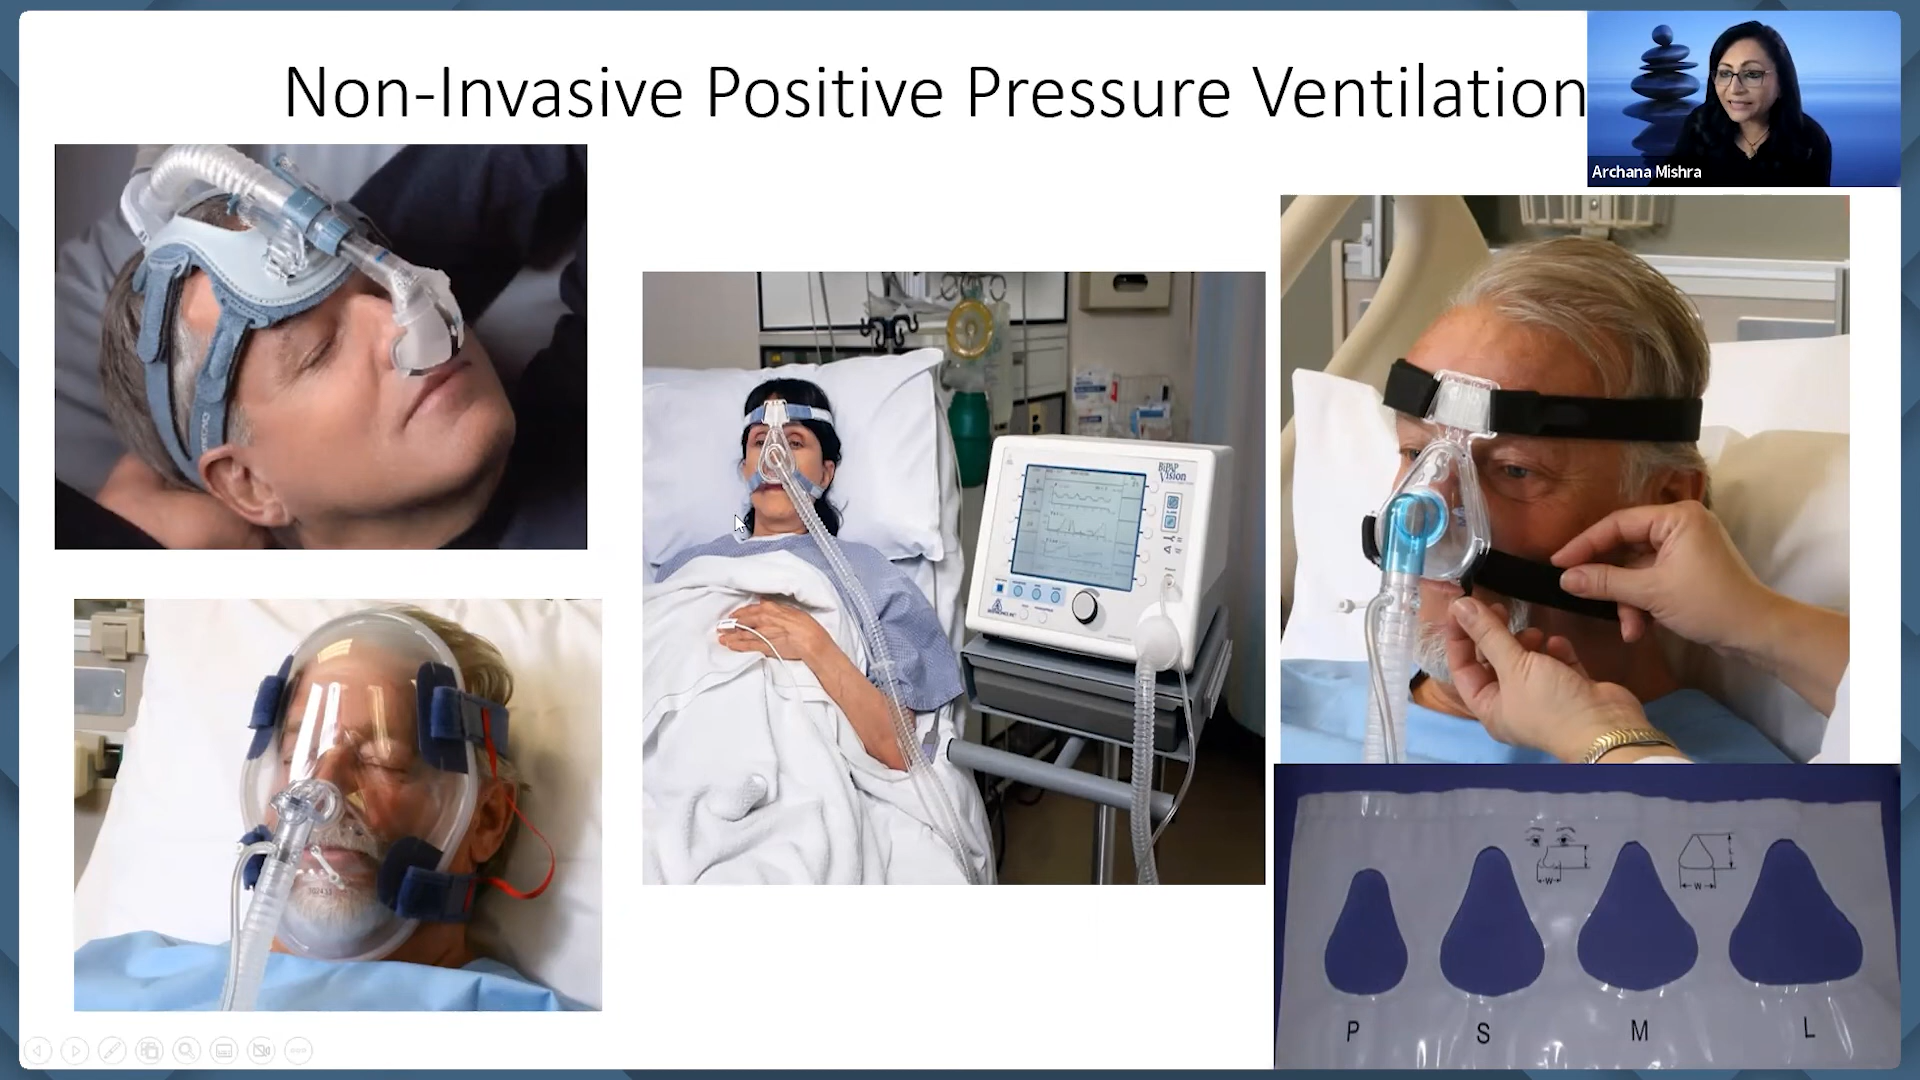 Non-Invasive Positive Pressure Ventilation
Archana Mishra
BiPAP
Vision
W
W
P S M L